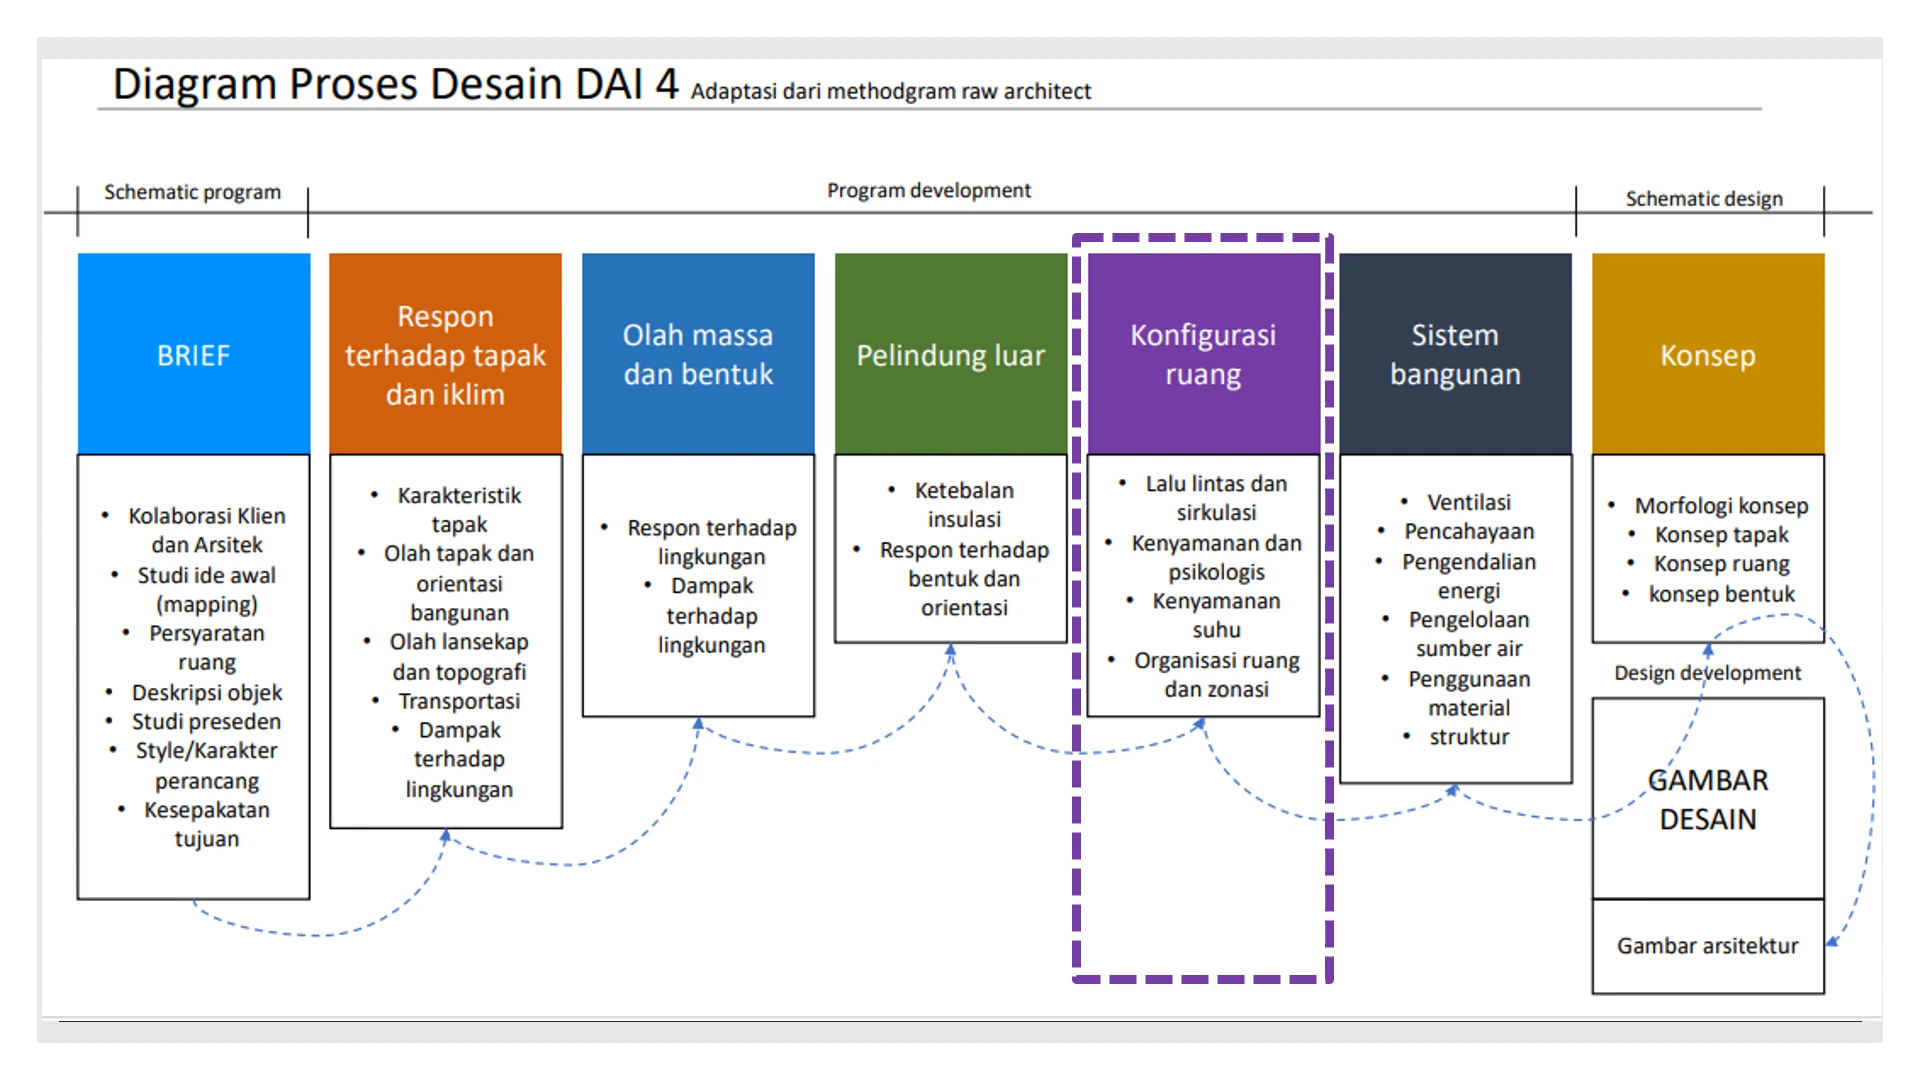 Diagram Proses Desain DAI 4 Adaptasi dari methodgram raw architect
Schematic program
Program development
Schematic design
BRIEF
• Kolaborasi Klien
dan Arsitek
• Studi ide awal
(mapping)
• Persyaratan
ruang
• Deskripsi objek
• Studi preseden
• Style/Karakter
perancang
• Kesepakatan
tujuan
Respon
terhadap tapak
dan iklim
• Karakteristik
tapak
• Olah tapak dan
orientasi
bangunan
• Olah lansekap
dan topografi
• Transportasi
• Dampak
terhadap
lingkungan
Olah massa
dan bentuk
• Respon terhadap
lingkungan
• Dampak
terhadap
lingkungan
Pelindung luar
• Ketebalan
insulasi
• Respon terhadap
bentuk dan
orientasi
Konfigurasi
ruang
• Lalu lintas dan
sirkulasi
• Kenyamanan dan
psikologis
• Kenyamanan
suhu
• Organisasi ruang
dan zonasi
Sistem
bangunan
• Ventilasi
• Pencahayaan
• Pengendalian
energi
• Pengelolaan
sumber air
• Penggunaan
material
• struktur
Konsep
• Morfologi konsep
• Konsep tapak
• Konsep ruang
• konsep bentuk
Design development
GAMBAR
DESAIN
Gambar arsitektur